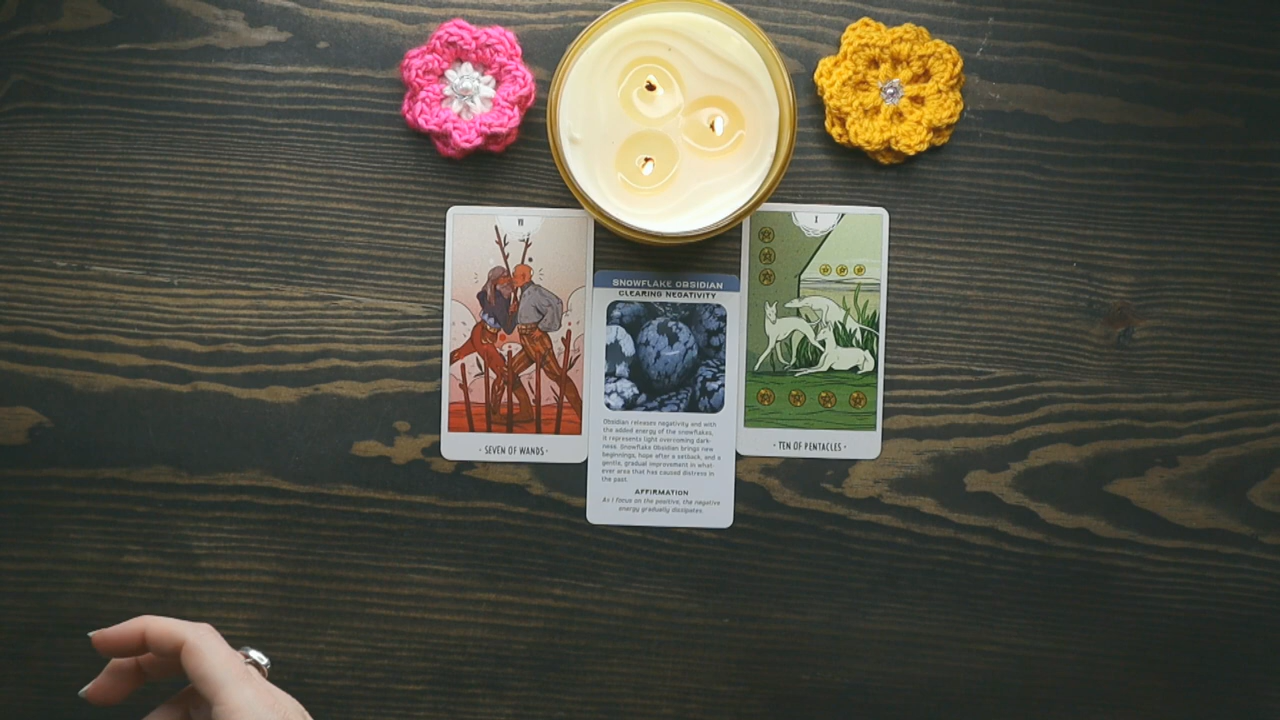 VII
- SEVEN OF WANDS -
SNOWFLAKE OBSIDIAN
CLEARING NEGATIVITY
Obsidian releases negativity and with
the added energy of the snowflakes,
it represents light overcoming dark-
ness. Snowflake Obsidian brings new
beginnings, hope after a setback, and a
gentle, gradual improvement in what-
ever area that has caused distress in
the past.
AFFIRMATION
As I focus on the positive, the negative
energy gradually dissipates.
- TEN OF PENTACLES -